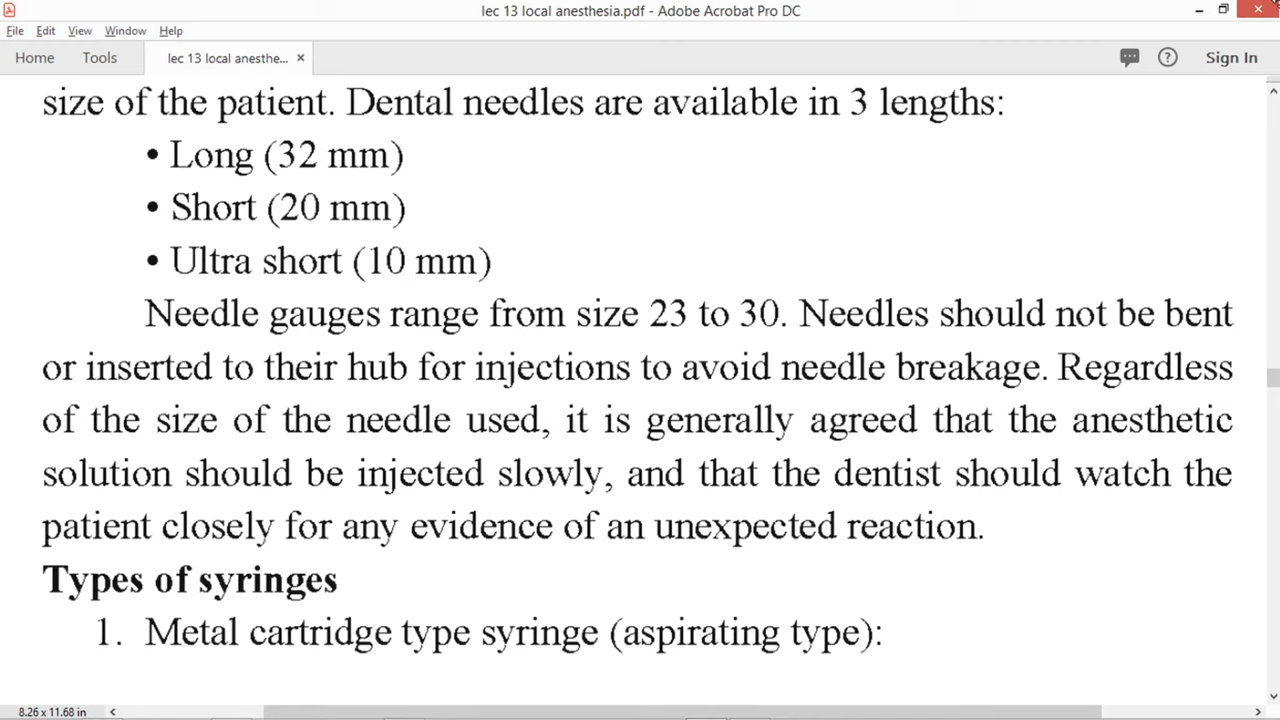 lec 13 local anesthesia.pdf - Adobe Acrobat Pro DC
File Edit View Window Help
Home Tools lec 13 local anesthe... × Sign In
size of the patient. Dental needles are available in 3 lengths:
• Long (32 mm)
• Short (20 mm)
• Ultra short (10 mm)
Needle gauges range from size 23 to 30. Needles should not be bent
or inserted to their hub for injections to avoid needle breakage. Regardless
of the size of the needle used, it is generally agreed that the anesthetic
solution should be injected slowly, and that the dentist should watch the
patient closely for any evidence of an unexpected reaction.
Types of syringes
1. Metal cartridge type syringe (aspirating type):
8.26 x 11.68 in